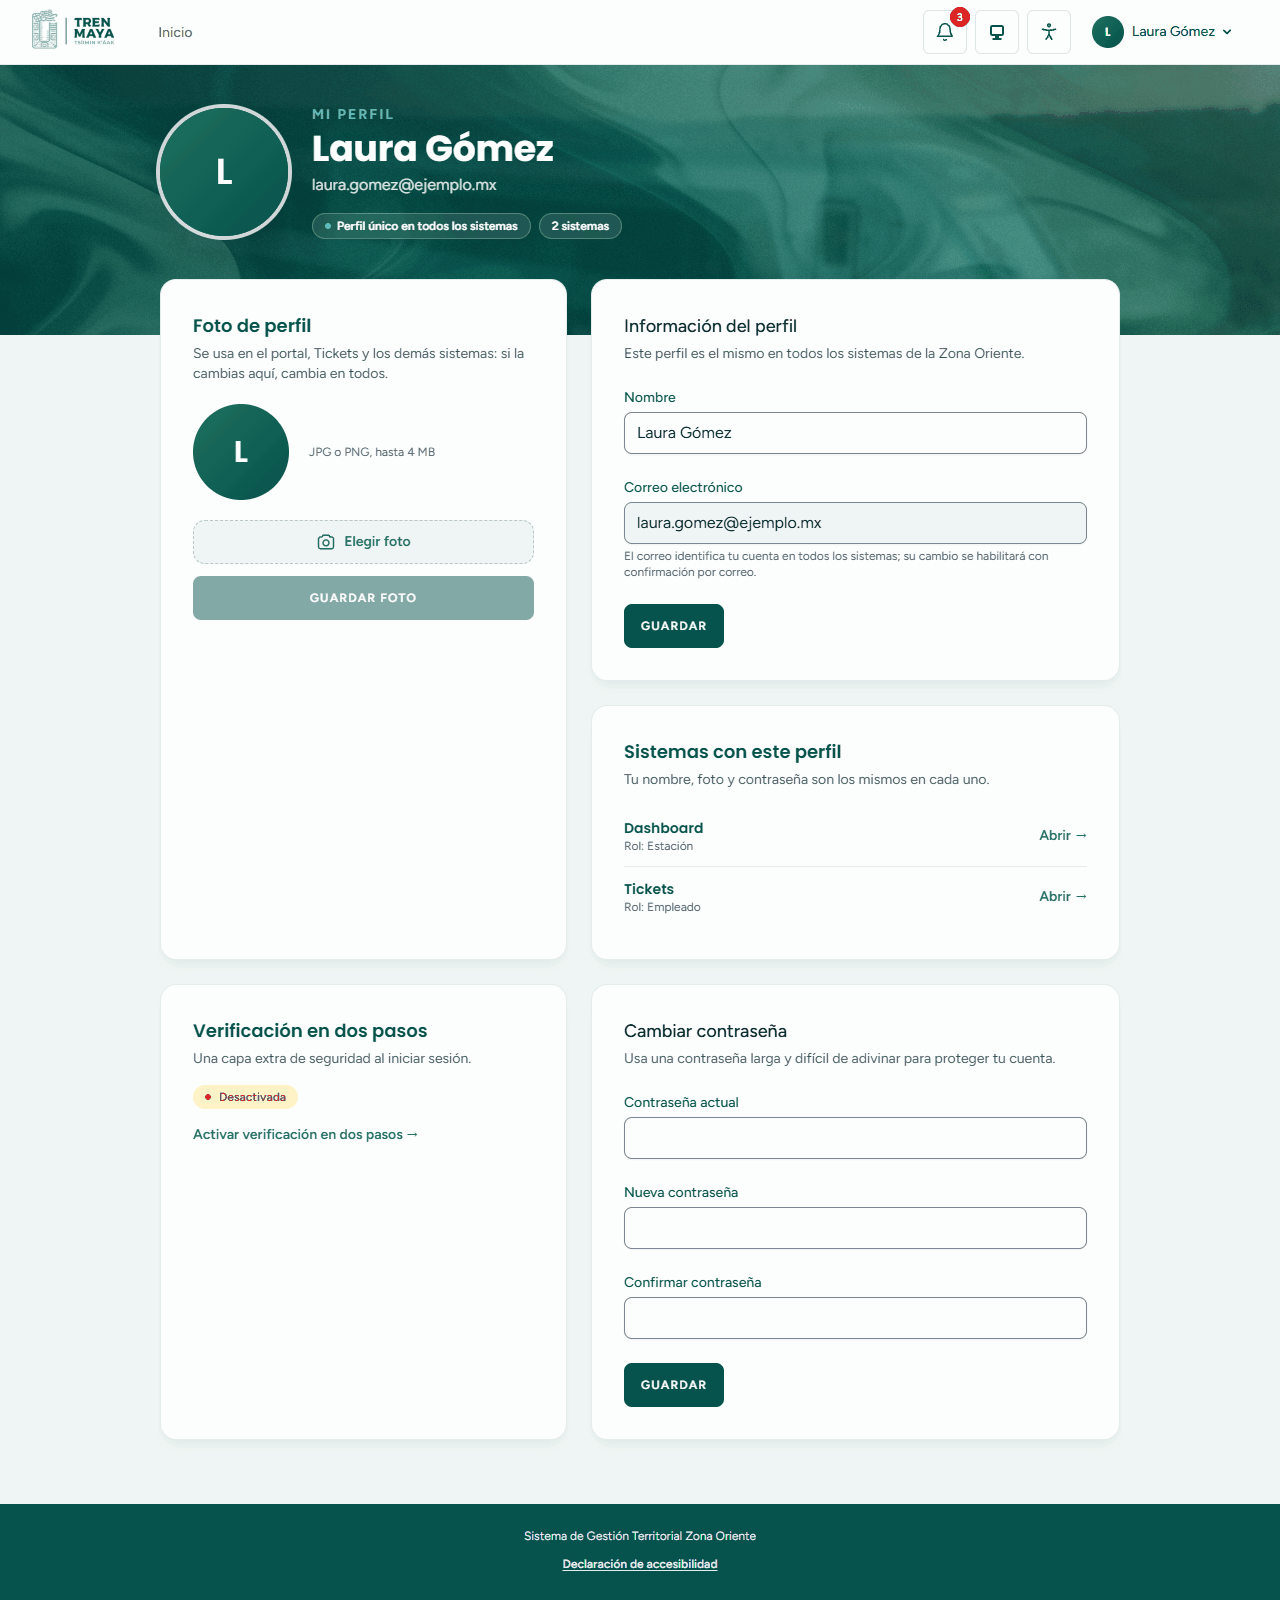 TREN
MAYA
TSÍIMIN K'ÁAK
Inicio
3
L
Laura Gómez
L
MI PERFIL
Laura Gómez
laura.gomez@ejemplo.mx
Perfil único en todos los sistemas
2 sistemas
Foto de perfil
Se usa en el portal, Tickets y los demás sistemas: si la
cambias aquí, cambia en todos.
L
JPG o PNG, hasta 4 MB
Elegir foto
GUARDAR FOTO
Información del perfil
Este perfil es el mismo en todos los sistemas de la Zona Oriente.
Nombre
Laura Gómez
Correo electrónico
laura.gomez@ejemplo.mx
El correo identifica tu cuenta en todos los sistemas; su cambio se habilitará con
confirmación por correo.
GUARDAR
Sistemas con este perfil
Tu nombre, foto y contraseña son los mismos en cada uno.
Dashboard
Rol: Estación
Abrir →
Tickets
Rol: Empleado
Abrir →
Verificación en dos pasos
Una capa extra de seguridad al iniciar sesión.
Desactivada
Activar verificación en dos pasos →
Cambiar contraseña
Usa una contraseña larga y difícil de adivinar para proteger tu cuenta.
Contraseña actual
Nueva contraseña
Confirmar contraseña
GUARDAR
Sistema de Gestión Territorial Zona Oriente
Declaración de accesibilidad